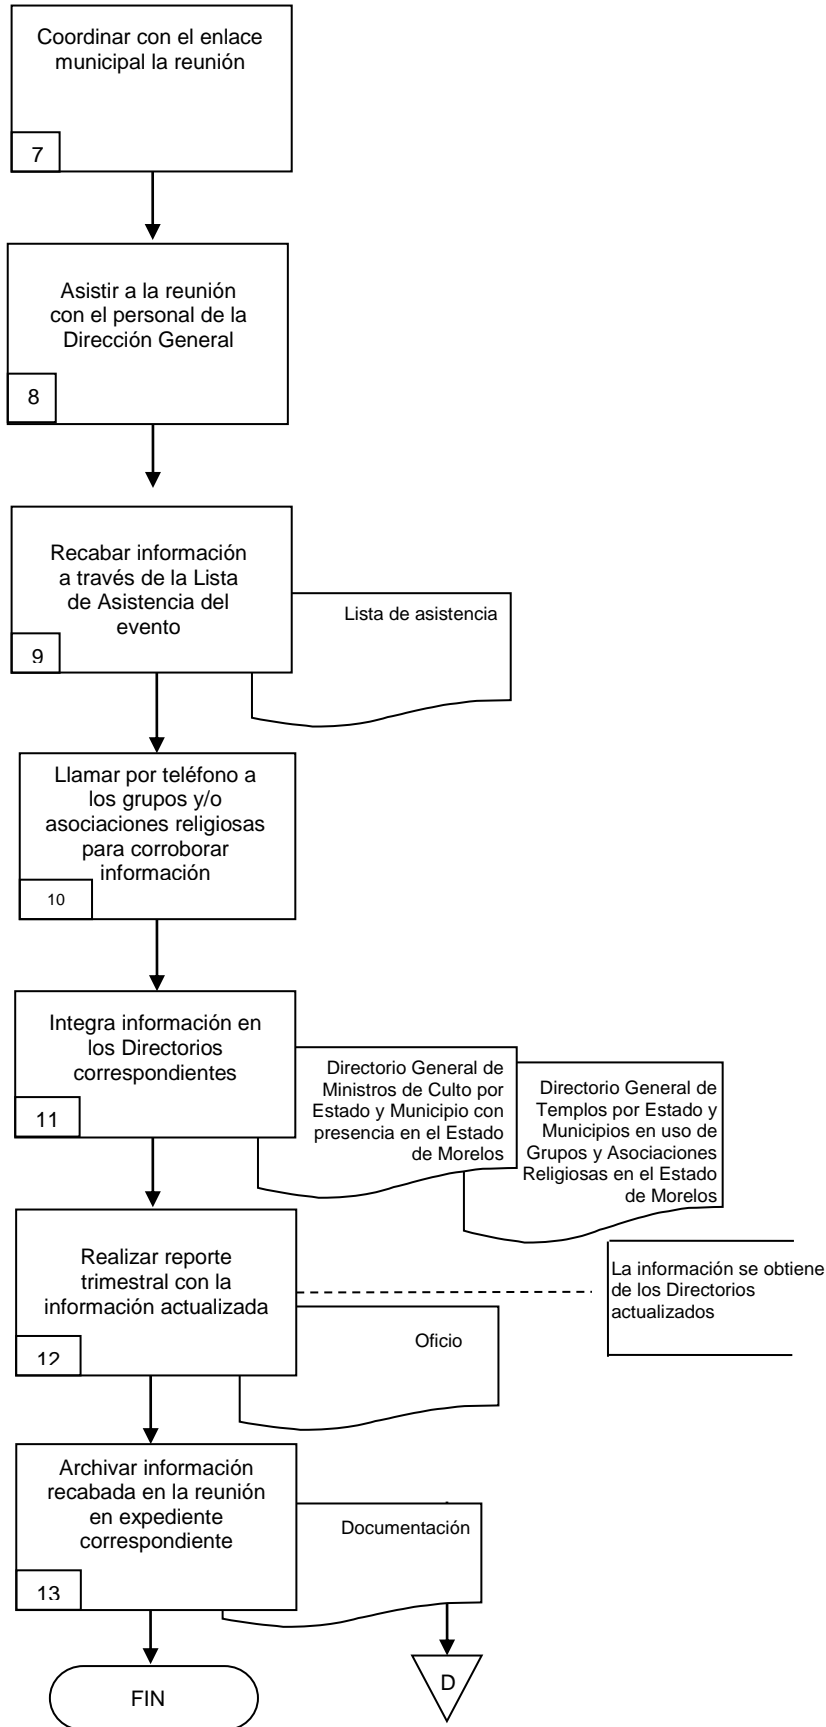 Coordinar con el enlace
municipal la reunión
7
Asistir a la reunión
con el personal de la
Dirección General
8
Recabar información
a través de la Lista
de Asistencia del
evento
9
Lista de asistencia
Llamar por teléfono a
los grupos y/o
asociaciones religiosas
para corroborar
información
10
Integra información en
los Directorios
correspondientes
11
Directorio General de
Ministros de Culto por
Estado y Municipio con
presencia en el Estado
de Morelos
Directorio General de
Templos por Estado y
Municipios en uso de
Grupos y Asociaciones
Religiosas en el Estado
de Morelos
Realizar reporte
trimestral con la
información actualizada
12
La información se obtiene
de los Directorios
actualizados
Oficio
Archivar información
recabada en la reunión
en expediente
correspondiente
13
Documentación
FIN
D